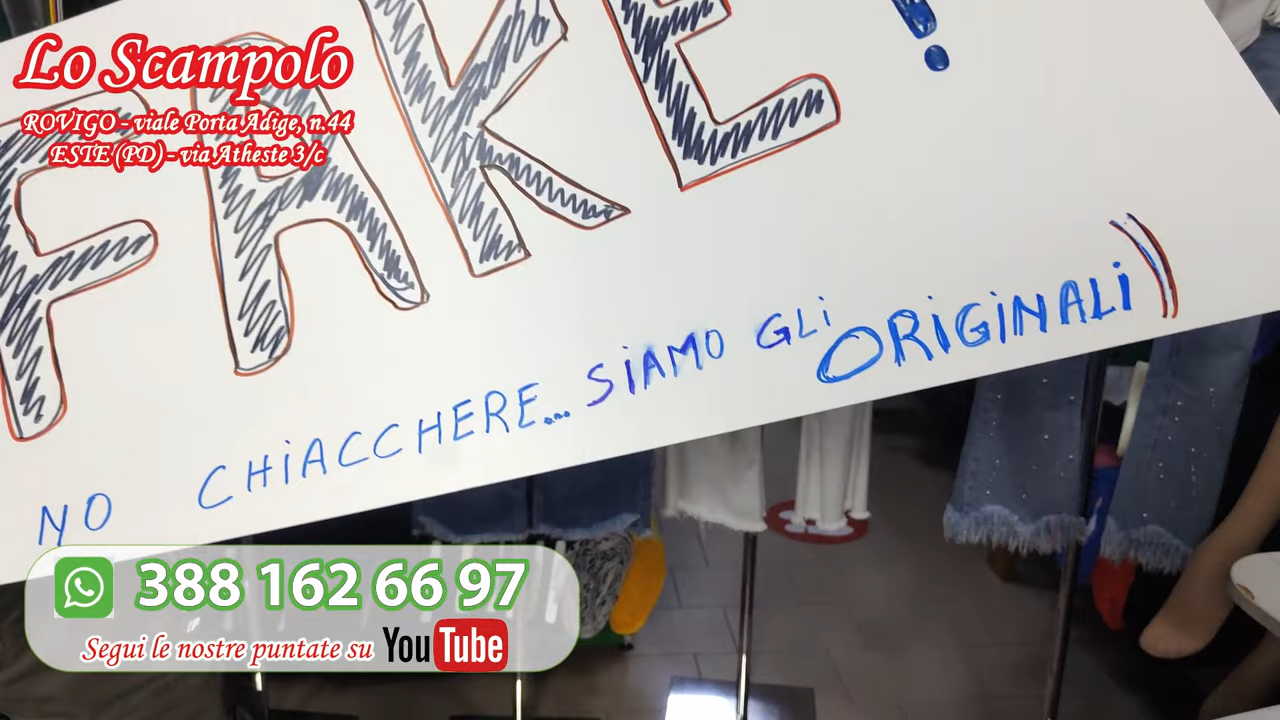 Lo Scampolo
ROVIGO - viale Porta Adige, n.44
ESTE (PD) - via Atheste 3/c
FAKE!
NO CHIACCHERE... SiAMO GLi ORiGiNALi))
388 162 66 97
Segui le nostre puntate su YouTube